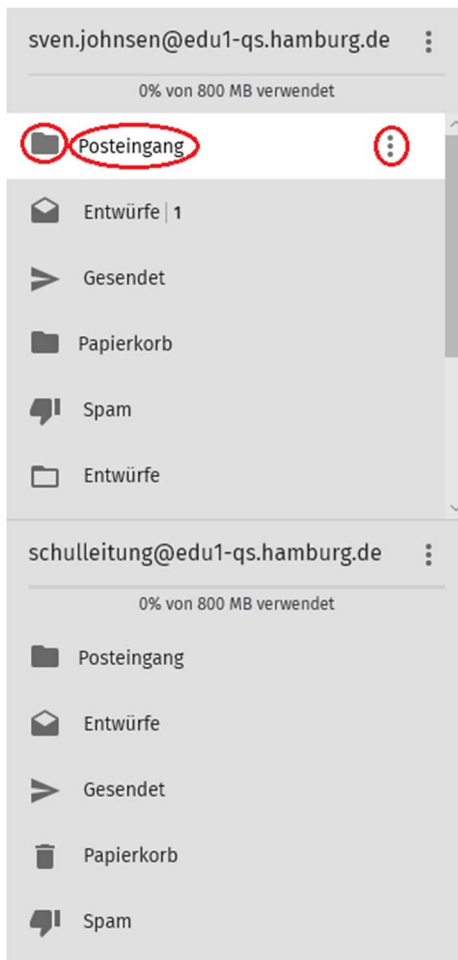 sven.johnsen@edu1-qs.hamburg.de
0% von 800 MB verwendet
Posteingang
Entwürfe | 1
Gesendet
Papierkorb
Spam
Entwürfe
schulleitung@edu1-qs.hamburg.de
0% von 800 MB verwendet
Posteingang
Entwürfe
Gesendet
Papierkorb
Spam